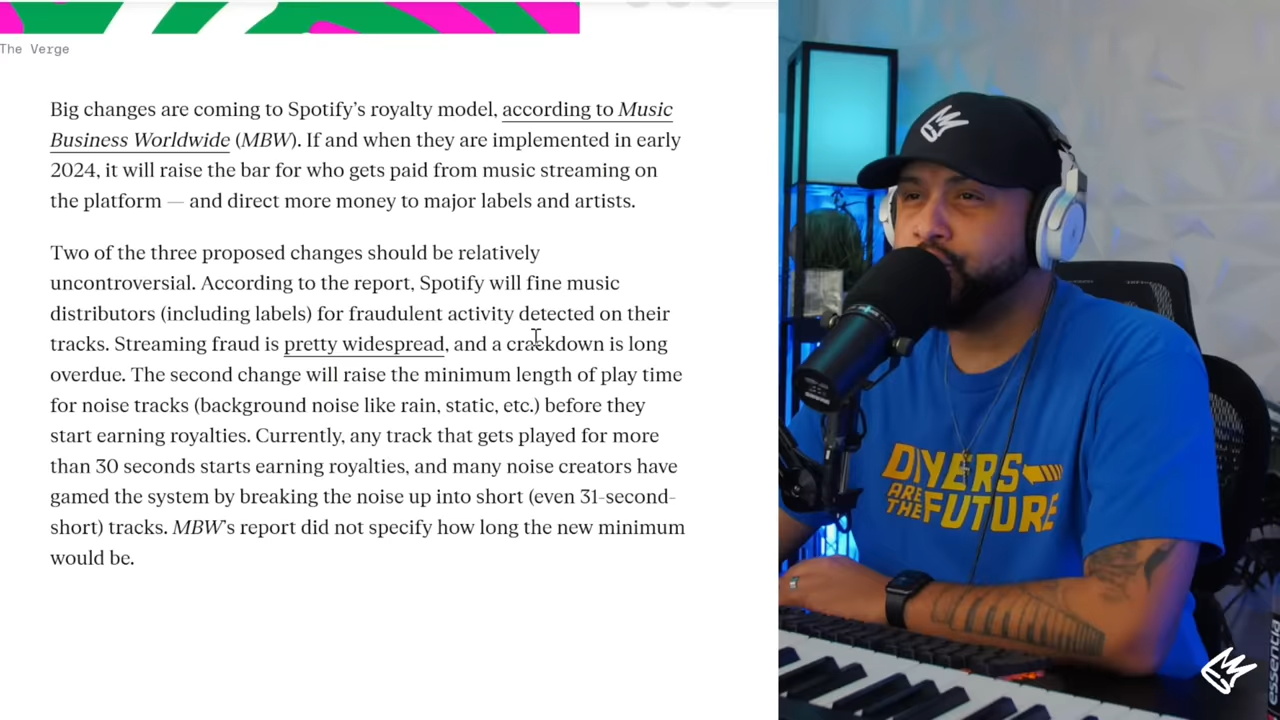 The Verge
Big changes are coming to Spotify's royalty model, according to Music
Business Worldwide (MBW). If and when they are implemented in early
2024, it will raise the bar for who gets paid from music streaming on
the platform — and direct more money to major labels and artists.
Two of the three proposed changes should be relatively
uncontroversial. According to the report, Spotify will fine music
distributors (including labels) for fraudulent activity detected on their
tracks. Streaming fraud is pretty widespread, and a crackdown is long
overdue. The second change will raise the minimum length of play time
for noise tracks (background noise like rain, static, etc.) before they
start earning royalties. Currently, any track that gets played for more
than 30 seconds starts earning royalties, and many noise creators have
gamed the system by breaking the noise up into short (even 31-second-
short) tracks. MBW's report did not specify how long the new minimum
would be.
DIYERS
ARE
THE FUTURE
essentia